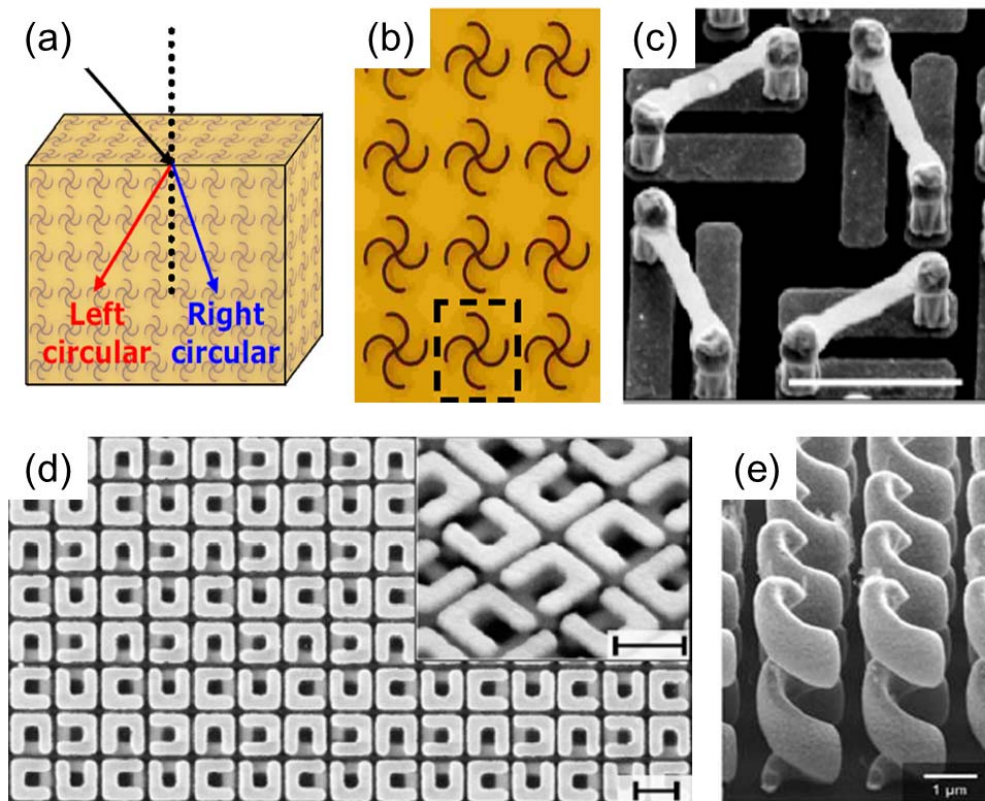 (a)
(b)
(c)
Left
circular
Right
circular
(d)
(e)
1 µm